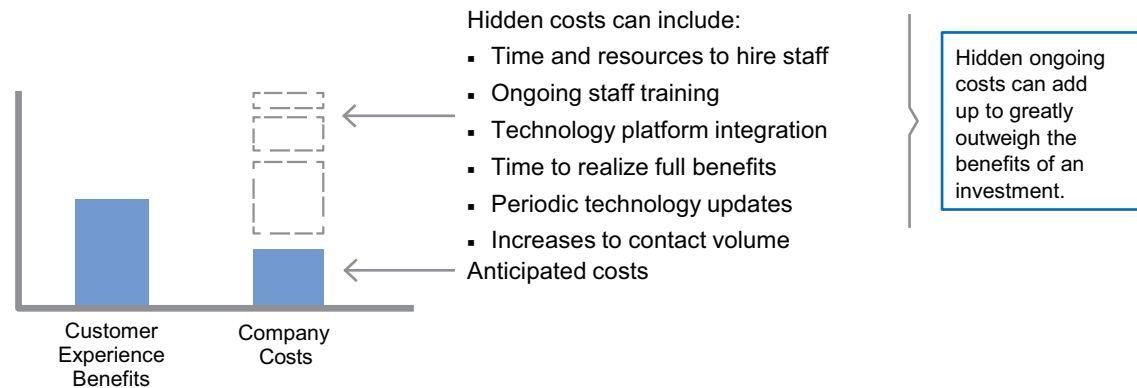 Hidden costs can include:
▪ Time and resources to hire staff
▪ Ongoing staff training
▪ Technology platform integration
▪ Time to realize full benefits
▪ Periodic technology updates
▪ Increases to contact volume
Anticipated costs
Hidden ongoing
costs can add
up to greatly
outweigh the
benefits of an
investment.
Customer
Experience
Benefits
Company
Costs